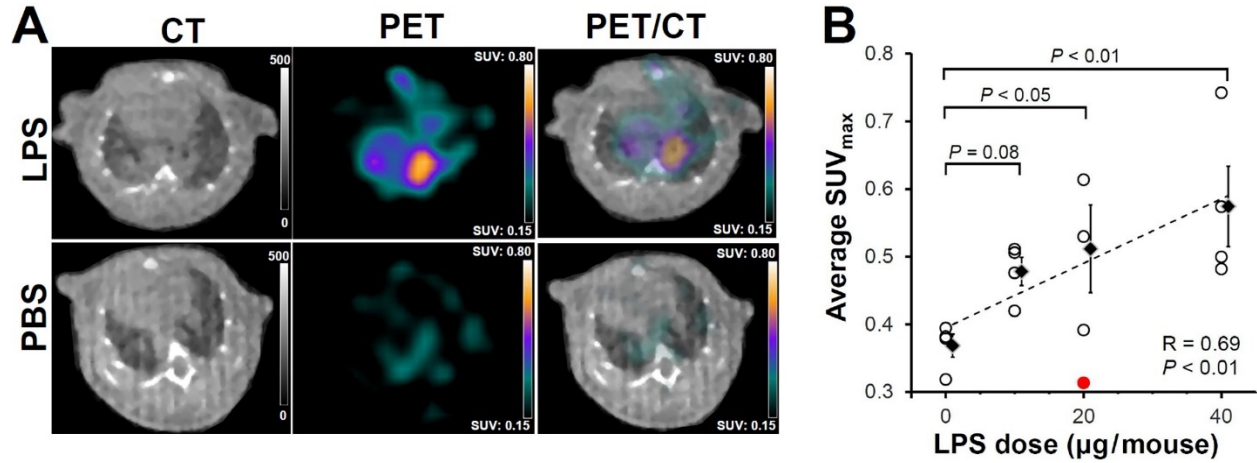 A
CT
PET
PET/CT
LPS
500
0
SUV: 0.80
SUV: 0.15
SUV: 0.80
SUV: 0.15
PBS
500
0
SUV: 0.80
SUV: 0.15
SUV: 0.80
SUV: 0.15
B
Average SUVmax
0.8
0.7
0.6
0.5
0.4
0.3
P < 0.01
P < 0.05
P = 0.08
R = 0.69
P < 0.01
0
10
20
30
40
LPS dose (µg/mouse)